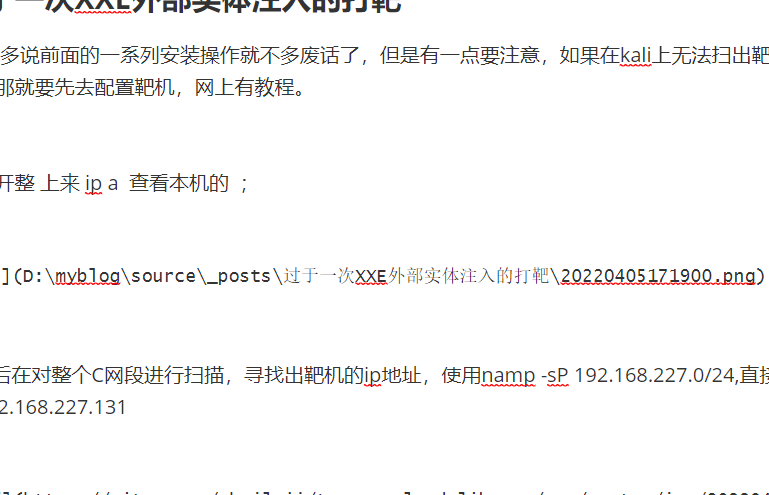 一次XXE外部实体注入的打靶
多说前面的一系列安装操作就不多废话了，但是有一点要注意，如果在kali上无法扫出靶
那就要先去配置靶机，网上有教程。
开整 上来 ip a 查看本机的 ；
](D:\myblog\source\_posts\过于一次XXE外部实体注入的打靶\20220405171900.png)
后在对整个C网段进行扫描，寻找出靶机的ip地址，使用namp -sP 192.168.227.0/24,直接
2.168.227.131